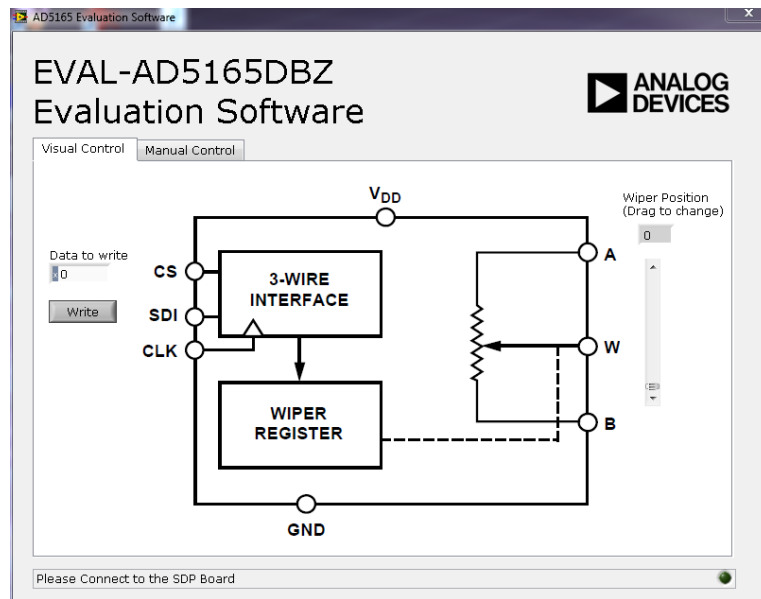 AD5165 Evaluation Software
x
EVAL-AD5165DBZ
Evaluation Software
ANALOG
DEVICES
Visual Control
Manual Control
VDD
Wiper Position
(Drag to change)
0
Data to write
x0
Write
CS
SDI
CLK
3-WIRE
INTERFACE
WIPER
REGISTER
A
W
B
GND
Please Connect to the SDP Board